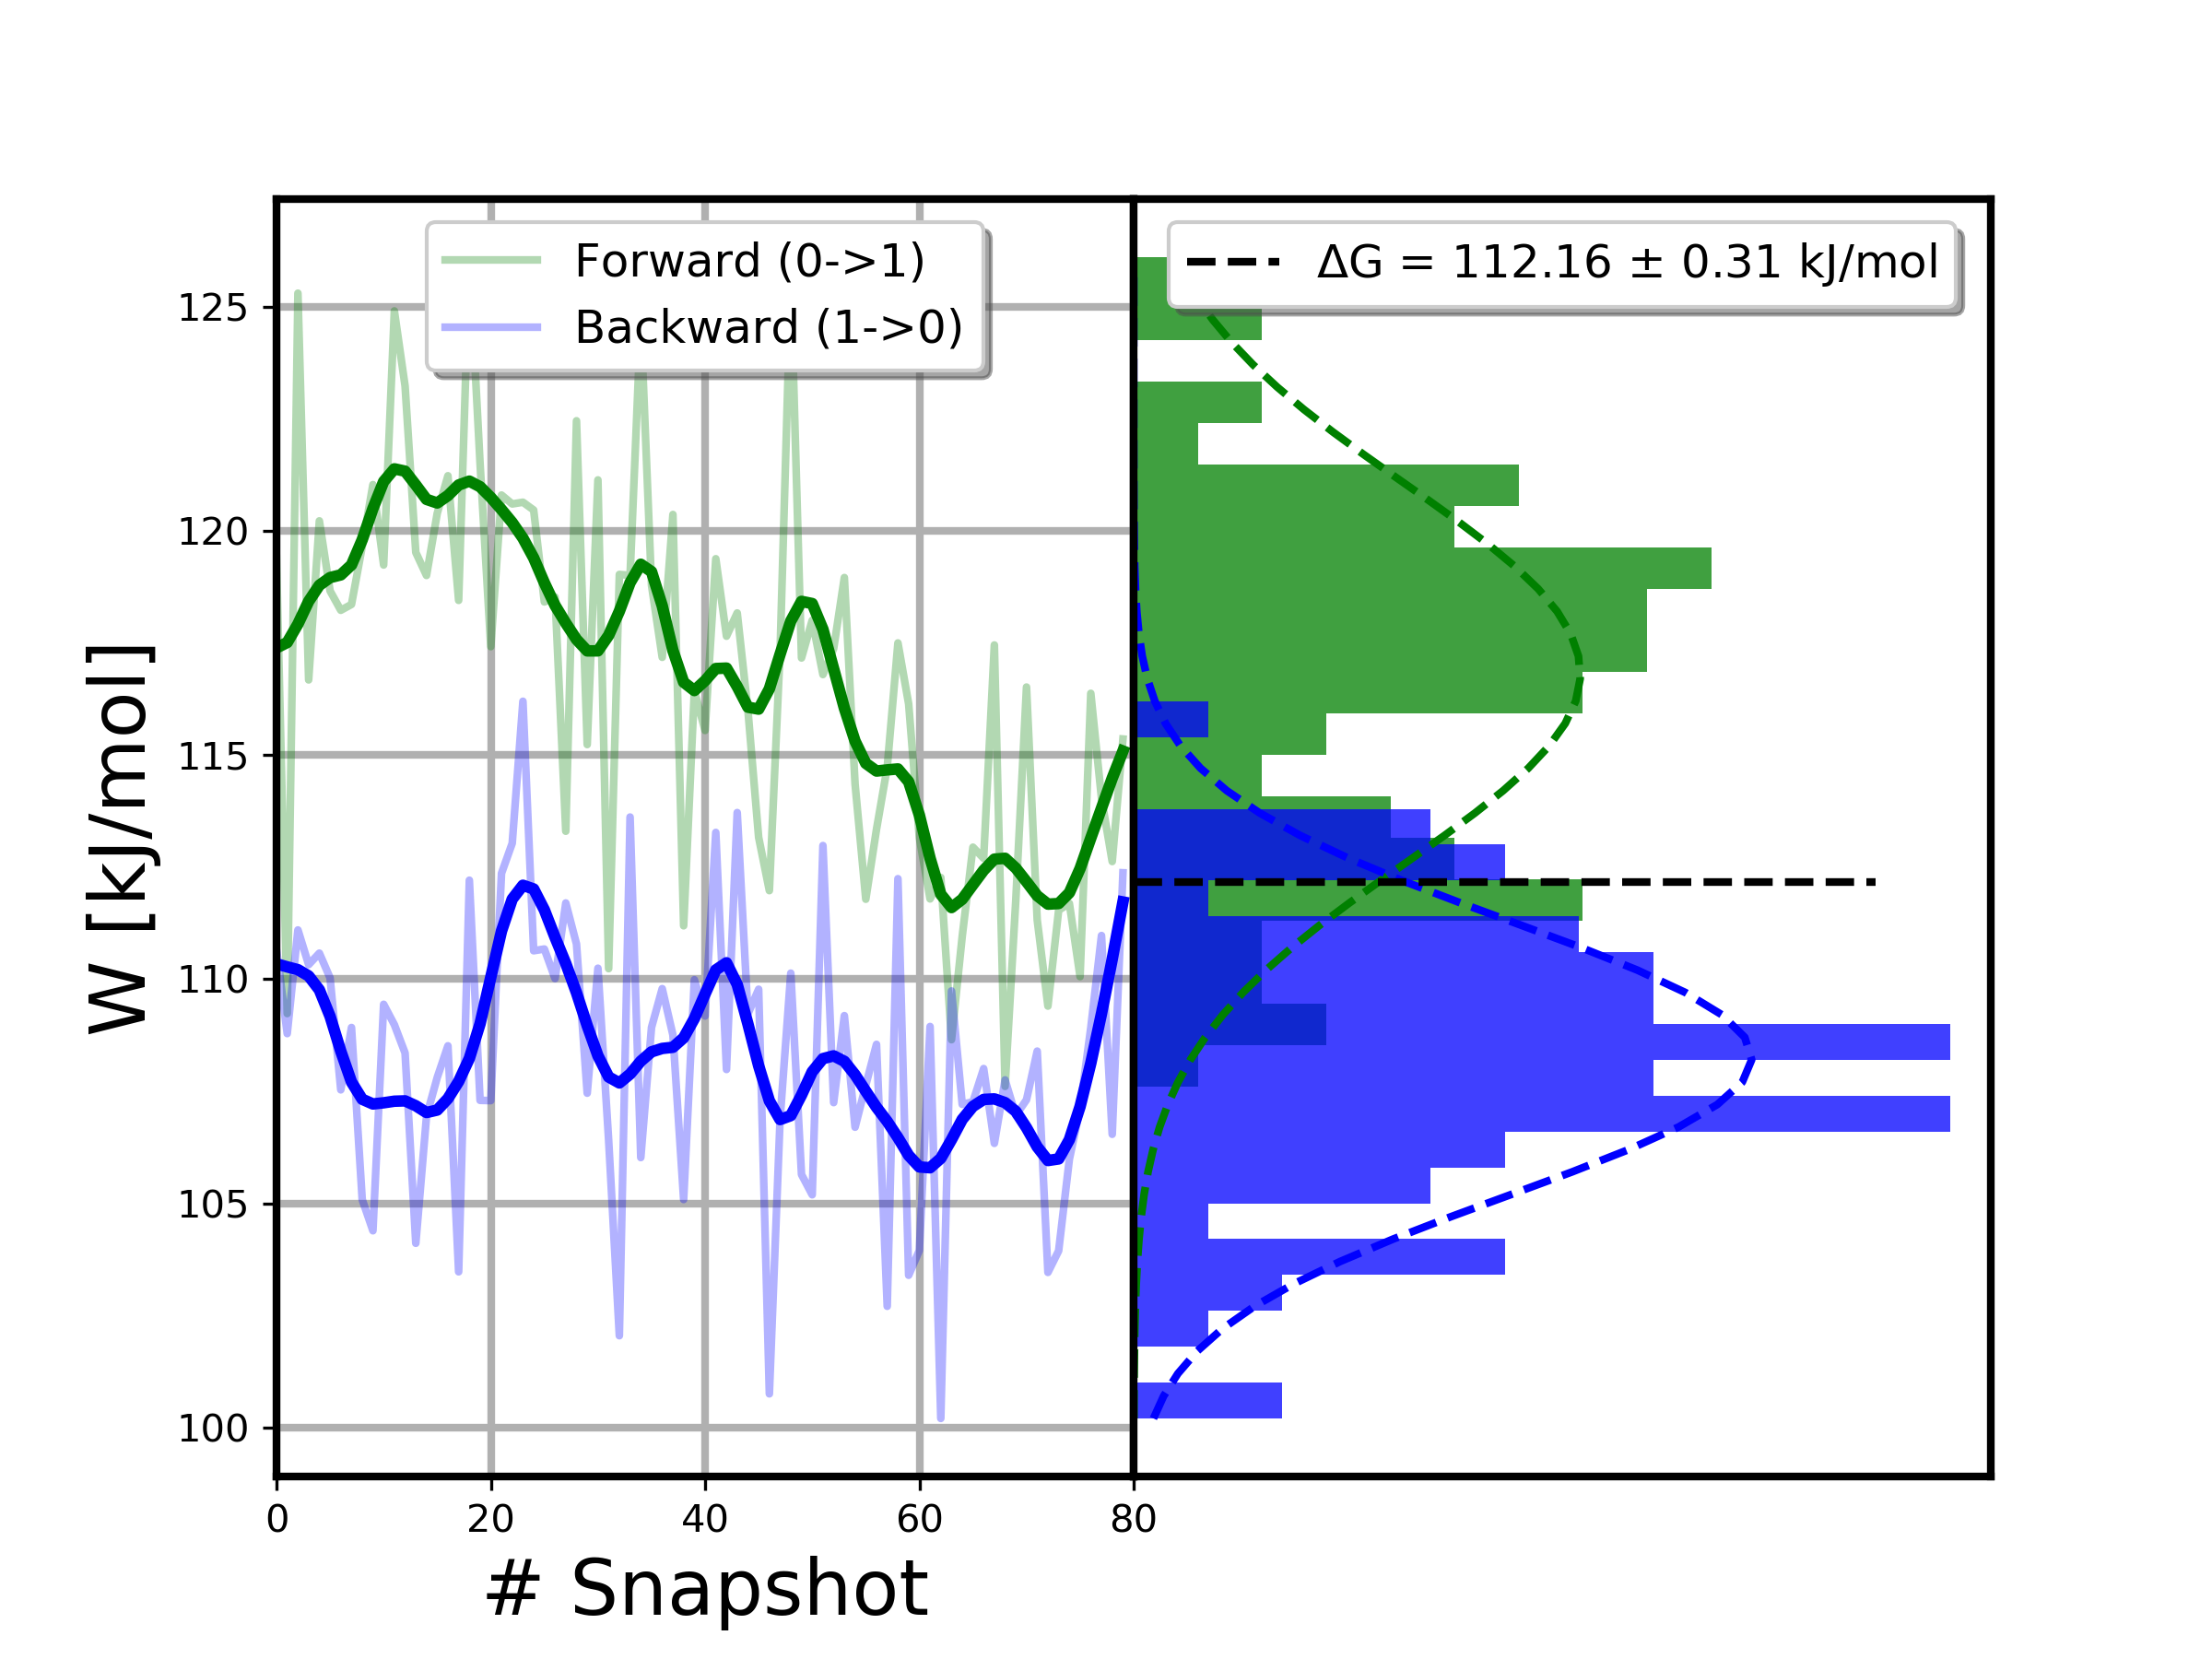 Forward (0->1)
Backward (1->0)
ΔG = 112.16 ± 0.31 kJ/mol
W [kJ/mol]
125
120
115
110
105
100
0 20 40 60 80
# Snapshot